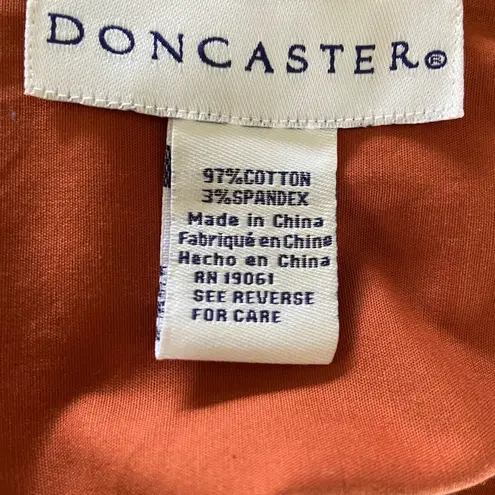 DONCASTER®
97%COTTON
3%SPANDEX
Made in China
Fabriqué en Chine
Hecho en China
RN 19061
SEE REVERSE
FOR CARE